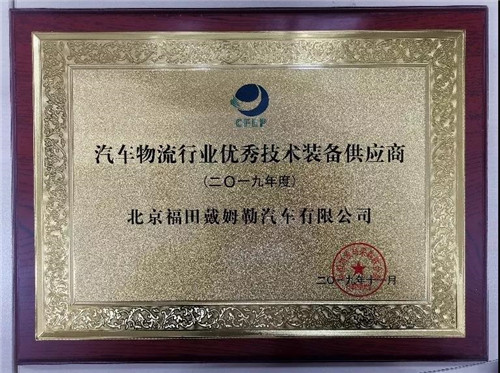 CFLP
汽车物流行业优秀技术装备供应商
(二〇一九年度)
北京福田戴姆勒汽车有限公司
二〇一九年十一月